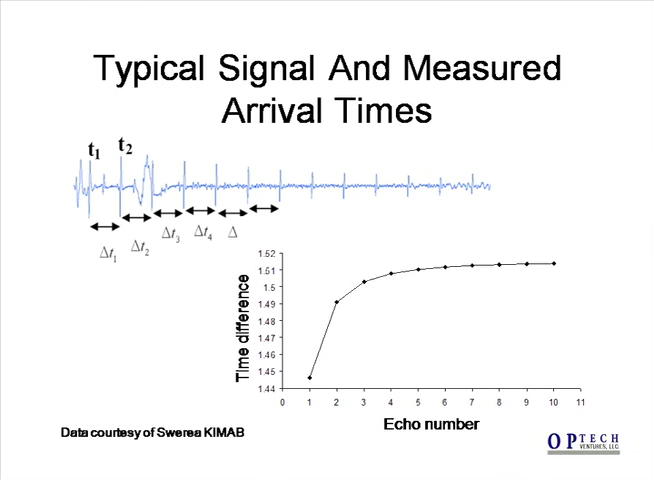 Typical Signal And Measured
Arrival Times
t1 t2
Δt1 Δt2 Δt3 Δt4 Δ
1.52
1.51
1.5
1.49
1.48
1.47
1.46
1.45
1.44
Time difference
0 1 2 3 4 5 6 7 8 9 10 11
Echo number
Data courtesy of Swerea KIMAB
OPTECH
VENTURES, LLC